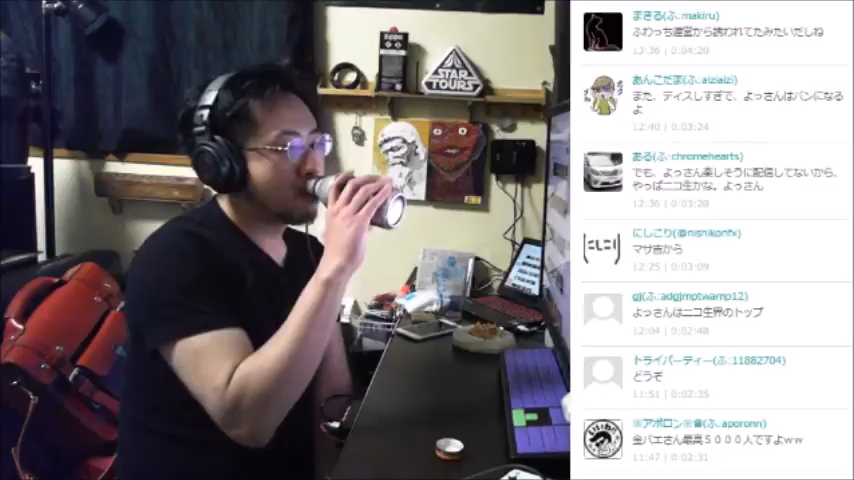 STAR
TOURS
まきる(ふ:makiru)
ふわっち運営から誘われてたみたいだしね
13:36 | 0:04:20
あんこだま(ふ:aiziaizi)
また、ディスしすぎで、よっさんはバンになる
よ
12:40 | 0:03:24
ある(ふ:chromehearts)
でも、よっさん楽しそうに配信してないから、
やっぱニコ生かな。よっさん
12:36 | 0:03:20
にしこり(@nishikorifx)
マサ吉から
12:25 | 0:03:09
gj(ふ:adgjmptwamp12)
よっさんはニコ生界のトップ
12:04 | 0:02:48
トライパーティー(ふ:11882704)
どうぞ
11:51 | 0:02:35
(ふ:aporonn)
金バエさん最高５０００人ですよｗｗ
11:47 | 0:02:31